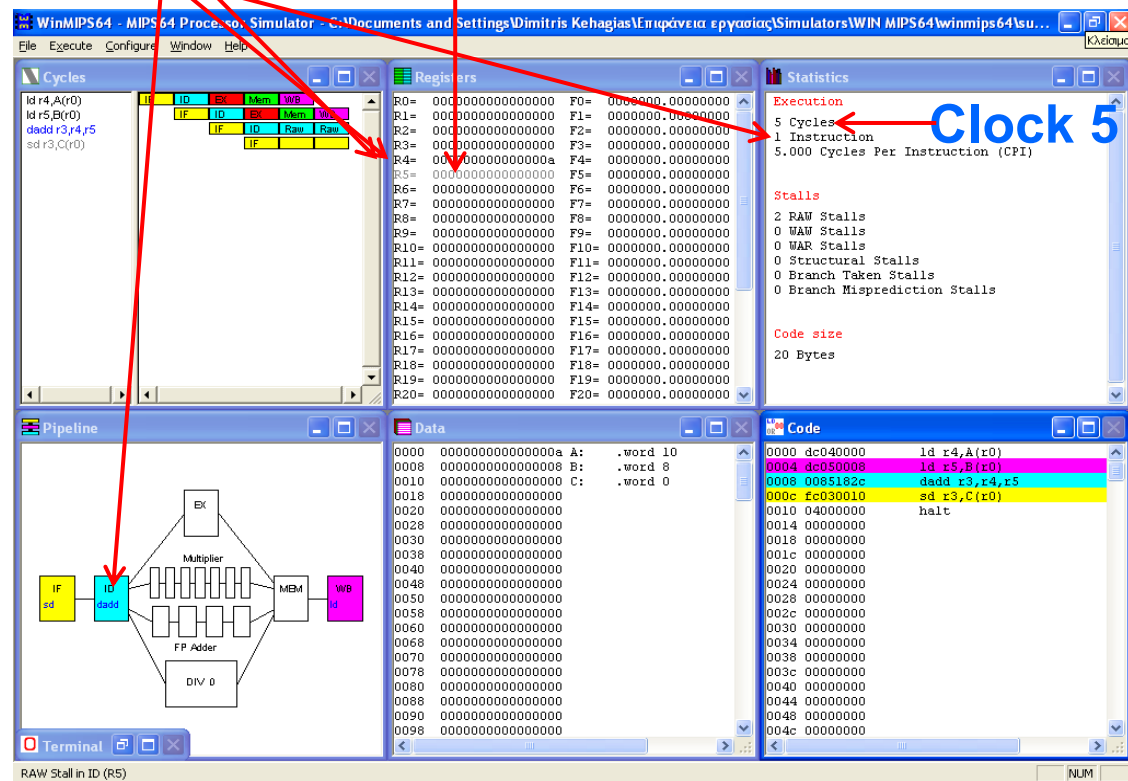 WinMIPS64 - MIPS64 Processor Simulator - C:\Documents and Settings\Dimitris Kehagias\Επιφάνεια εργασίας\Simulators\WIN MIPS64\winmips64\su...
Κλείσιμο
File Execute Configure Window Help
Cycles
ld r4,A(r0)
ld r5,B(r0)
dadd r3,r4,r5
sd r3,C(r0)
IF ID EX Mem WB
IF ID EX Mem WB
IF ID Raw Raw
IF
Registers
R0= 0000000000000000 F0= 0000000.00000000
R1= 0000000000000000 F1= 0000000.00000000
R2= 0000000000000000 F2= 0000000.00000000
R3= 0000000000000000 F3= 0000000.00000000
R4= 000000000000000a F4= 0000000.00000000
R5= 0000000000000000 F5= 0000000.00000000
R6= 0000000000000000 F6= 0000000.00000000
R7= 0000000000000000 F7= 0000000.00000000
R8= 0000000000000000 F8= 0000000.00000000
R9= 0000000000000000 F9= 0000000.00000000
R10= 0000000000000000 F10= 0000000.00000000
R11= 0000000000000000 F11= 0000000.00000000
R12= 0000000000000000 F12= 0000000.00000000
R13= 0000000000000000 F13= 0000000.00000000
R14= 0000000000000000 F14= 0000000.00000000
R15= 0000000000000000 F15= 0000000.00000000
R16= 0000000000000000 F16= 0000000.00000000
R17= 0000000000000000 F17= 0000000.00000000
R18= 0000000000000000 F18= 0000000.00000000
R19= 0000000000000000 F19= 0000000.00000000
R20= 0000000000000000 F20= 0000000.00000000
Statistics
Execution
5 Cycles
Clock 5
1 Instruction
5.000 Cycles Per Instruction (CPI)
Stalls
2 RAW Stalls
0 WAW Stalls
0 WAR Stalls
0 Structural Stalls
0 Branch Taken Stalls
0 Branch Misprediction Stalls
Code size
20 Bytes
Pipeline
EX
Multiplier
IF
sd
ID
dadd
MEM
WB
ld
FP Adder
DIV 0
Terminal
Data
0000 000000000000000a A: .word 10
0008 0000000000000008 B: .word 8
0010 0000000000000000 C: .word 0
0018 0000000000000000
0020 0000000000000000
0028 0000000000000000
0030 0000000000000000
0038 0000000000000000
0040 0000000000000000
0048 0000000000000000
0050 0000000000000000
0058 0000000000000000
0060 0000000000000000
0068 0000000000000000
0070 0000000000000000
0078 0000000000000000
0080 0000000000000000
0088 0000000000000000
0090 0000000000000000
0098 0000000000000000
Code
0000 dc040000 ld r4,A(r0)
0004 dc050008 ld r5,B(r0)
0008 0085182c dadd r3,r4,r5
000c fc030010 sd r3,C(r0)
0010 04000000 halt
0014 00000000
0018 00000000
001c 00000000
0020 00000000
0024 00000000
0028 00000000
002c 00000000
0030 00000000
0034 00000000
0038 00000000
003c 00000000
0040 00000000
0044 00000000
0048 00000000
004c 00000000
RAW Stall in ID (R5)
NUM